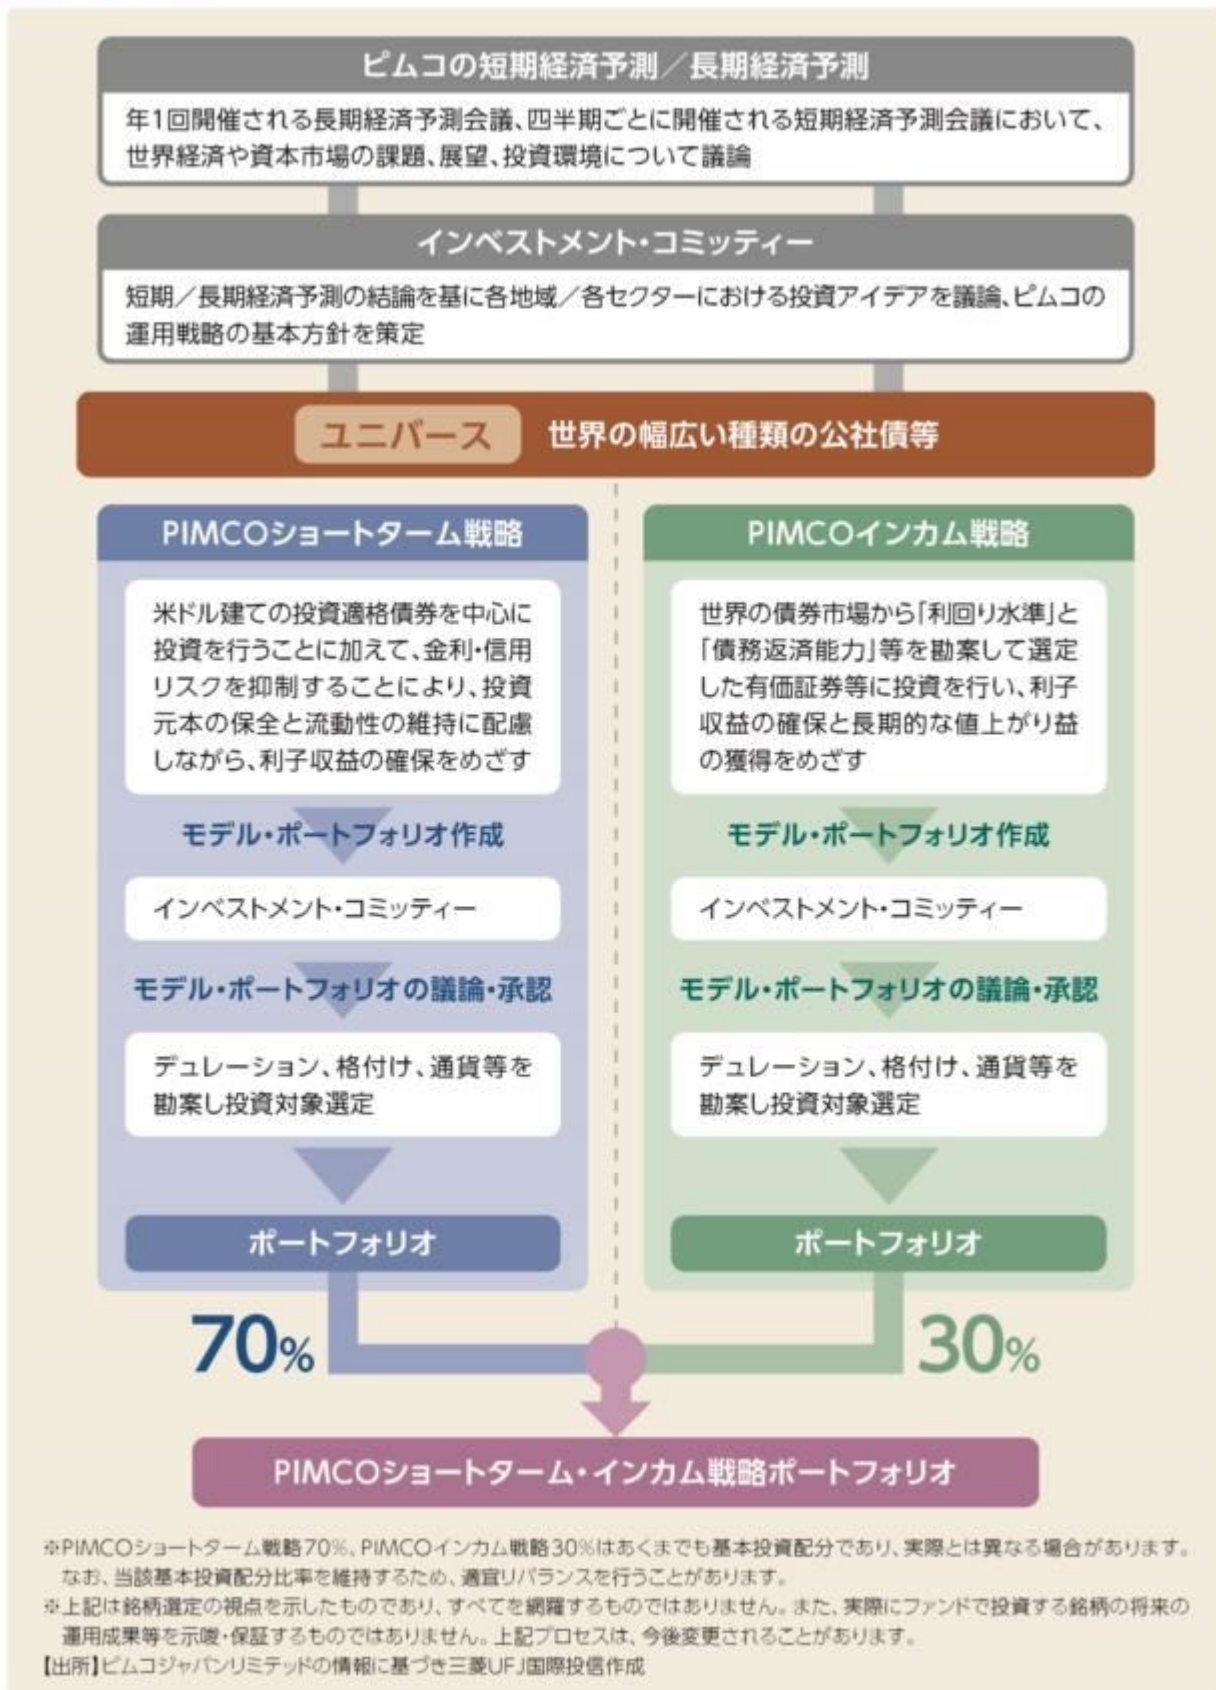 ピムコの短期経済予測／長期経済予測
年1回開催される長期経済予測会議、四半期ごとに開催される短期経済予測会議において、
世界経済や資本市場の課題、展望、投資環境について議論
インベストメント・コミッティー
短期／長期経済予測の結論を基に各地域／各セクターにおける投資アイデアを議論、ピムコの
運用戦略の基本方針を策定
ユニバース 世界の幅広い種類の公社債等
PIMCOショートターム戦略
米ドル建ての投資適格債券を中心に
投資を行うことに加えて、金利・信用
リスクを抑制することにより、投資
元本の保全と流動性の維持に配慮
しながら、利子収益の確保をめざす
モデル・ポートフォリオ作成
インベストメント・コミッティー
モデル・ポートフォリオの議論・承認
デュレーション、格付け、通貨等を
勘案し投資対象選定
ポートフォリオ
70%
PIMCOインカム戦略
世界の債券市場から「利回り水準」と
「債務返済能力」等を勘案して選定
した有価証券等に投資を行い、利子
収益の確保と長期的な値上がり益
の獲得をめざす
モデル・ポートフォリオ作成
インベストメント・コミッティー
モデル・ポートフォリオの議論・承認
デュレーション、格付け、通貨等を
勘案し投資対象選定
ポートフォリオ
30%
PIMCOショートターム・インカム戦略ポートフォリオ
※PIMCOショートターム戦略70%、PIMCOインカム戦略30%はあくまでも基本投資配分であり、実際とは異なる場合があります。
なお、当該基本投資配分比率を維持するため、適宜リバランスを行うことがあります。
※上記は銘柄選定の視点を示したものであり、すべてを網羅するものではありません。また、実際にファンドで投資する銘柄の将来の
運用成果等を示唆・保証するものではありません。上記プロセスは、今後変更されることがあります。
【出所】ピムコジャパンリミテッドの情報に基づき三菱UFJ国際投信作成